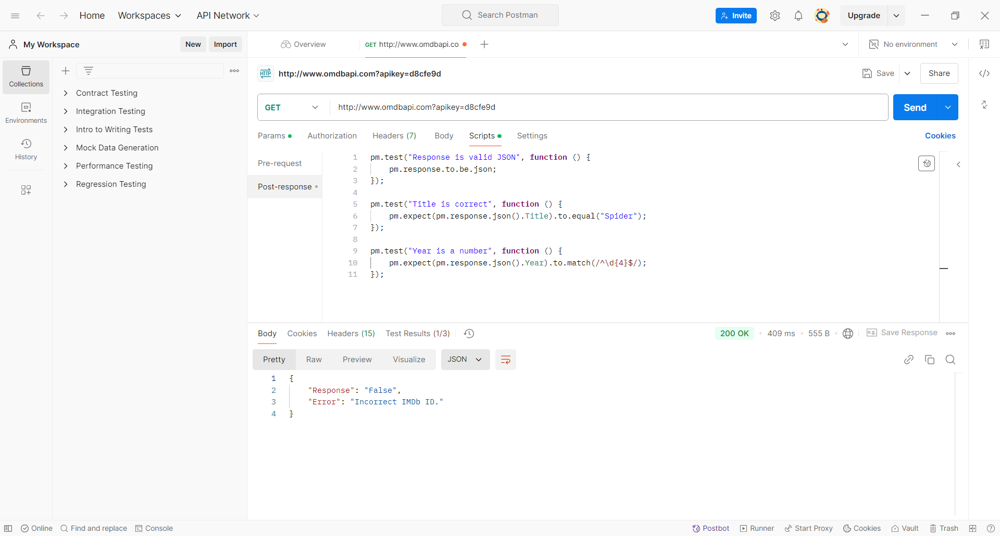 Home Workspaces API Network Search Postman Invite Upgrade
My Workspace New Import Overview GET http://www.omdbapi.co No environment
Collections
Environments
History
Contract Testing
Integration Testing
Intro to Writing Tests
Mock Data Generation
Performance Testing
Regression Testing
HTTP http://www.omdbapi.com?apikey=d8cfe9d Save Share
GET http://www.omdbapi.com?apikey=d8cfe9d Send
Params Authorization Headers (7) Body Scripts Settings Cookies
Pre-request
Post-response
1 pm.test("Response is valid JSON", function () {
2 pm.response.to.be.json;
3 });
4
5 pm.test("Title is correct", function () {
6 pm.expect(pm.response.json().Title).to.equal("Spider");
7 });
8
9 pm.test("Year is a number", function () {
10 pm.expect(pm.response.json().Year).to.match(/^\d{4}$/);
11 });
Body Cookies Headers (15) Test Results (1/3) 200 OK 409 ms 555 B e.g. Save Response
Pretty Raw Preview Visualize JSON
1 {
2 "Response": "False",
3 "Error": "Incorrect IMDb ID."
4 }
Online Find and replace Console Postbot Runner Start Proxy Cookies Vault Trash